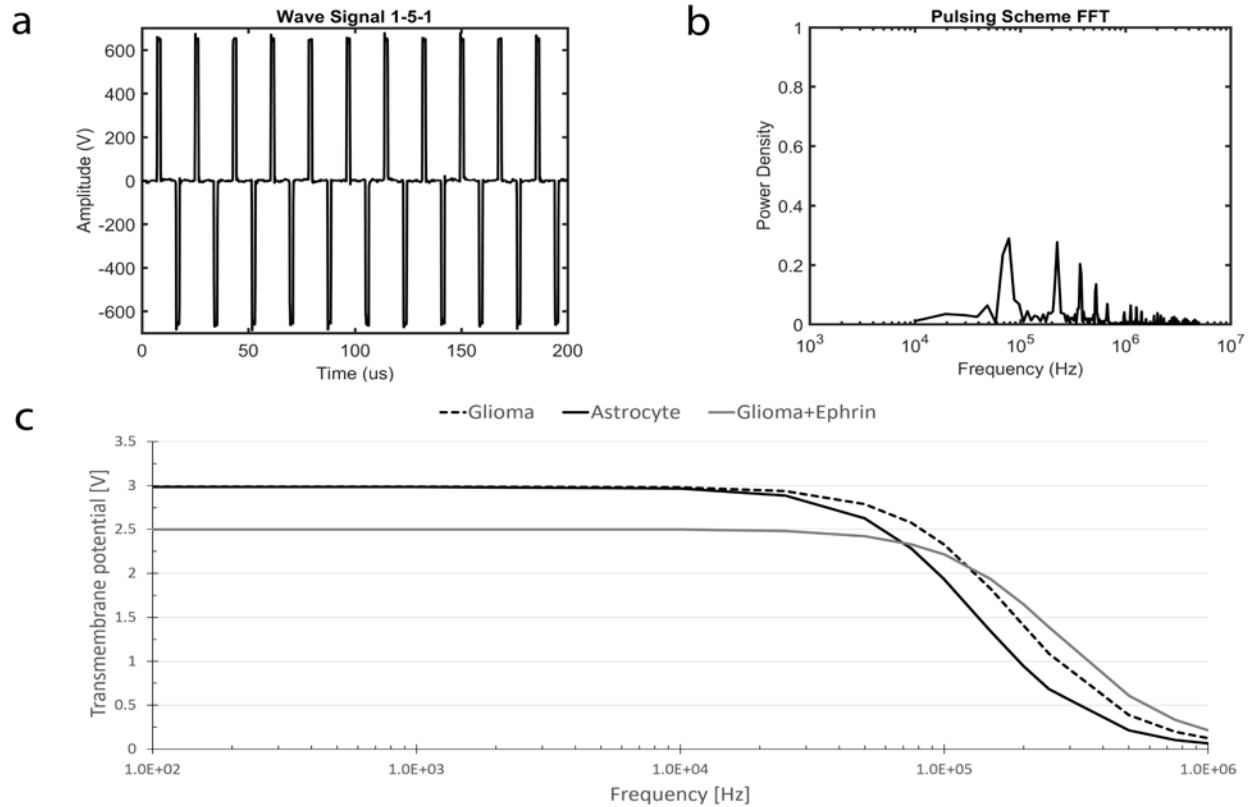 a
Wave Signal 1-5-1
Amplitude (V)
600
400
200
0
-200
-400
-600
0 50 100 150 200
Time (us)
b
Pulsing Scheme FFT
Power Density
1
0.8
0.6
0.4
0.2
0
10^3 10^4 10^5 10^6 10^7
Frequency (Hz)
c
Glioma Astrocyte Glioma+Ephrin
Transmembrane potential [V]
3.5
3
2.5
2
1.5
1
0.5
0
1.0E+02 1.0E+03 1.0E+04 1.0E+05 1.0E+06
Frequency [Hz]